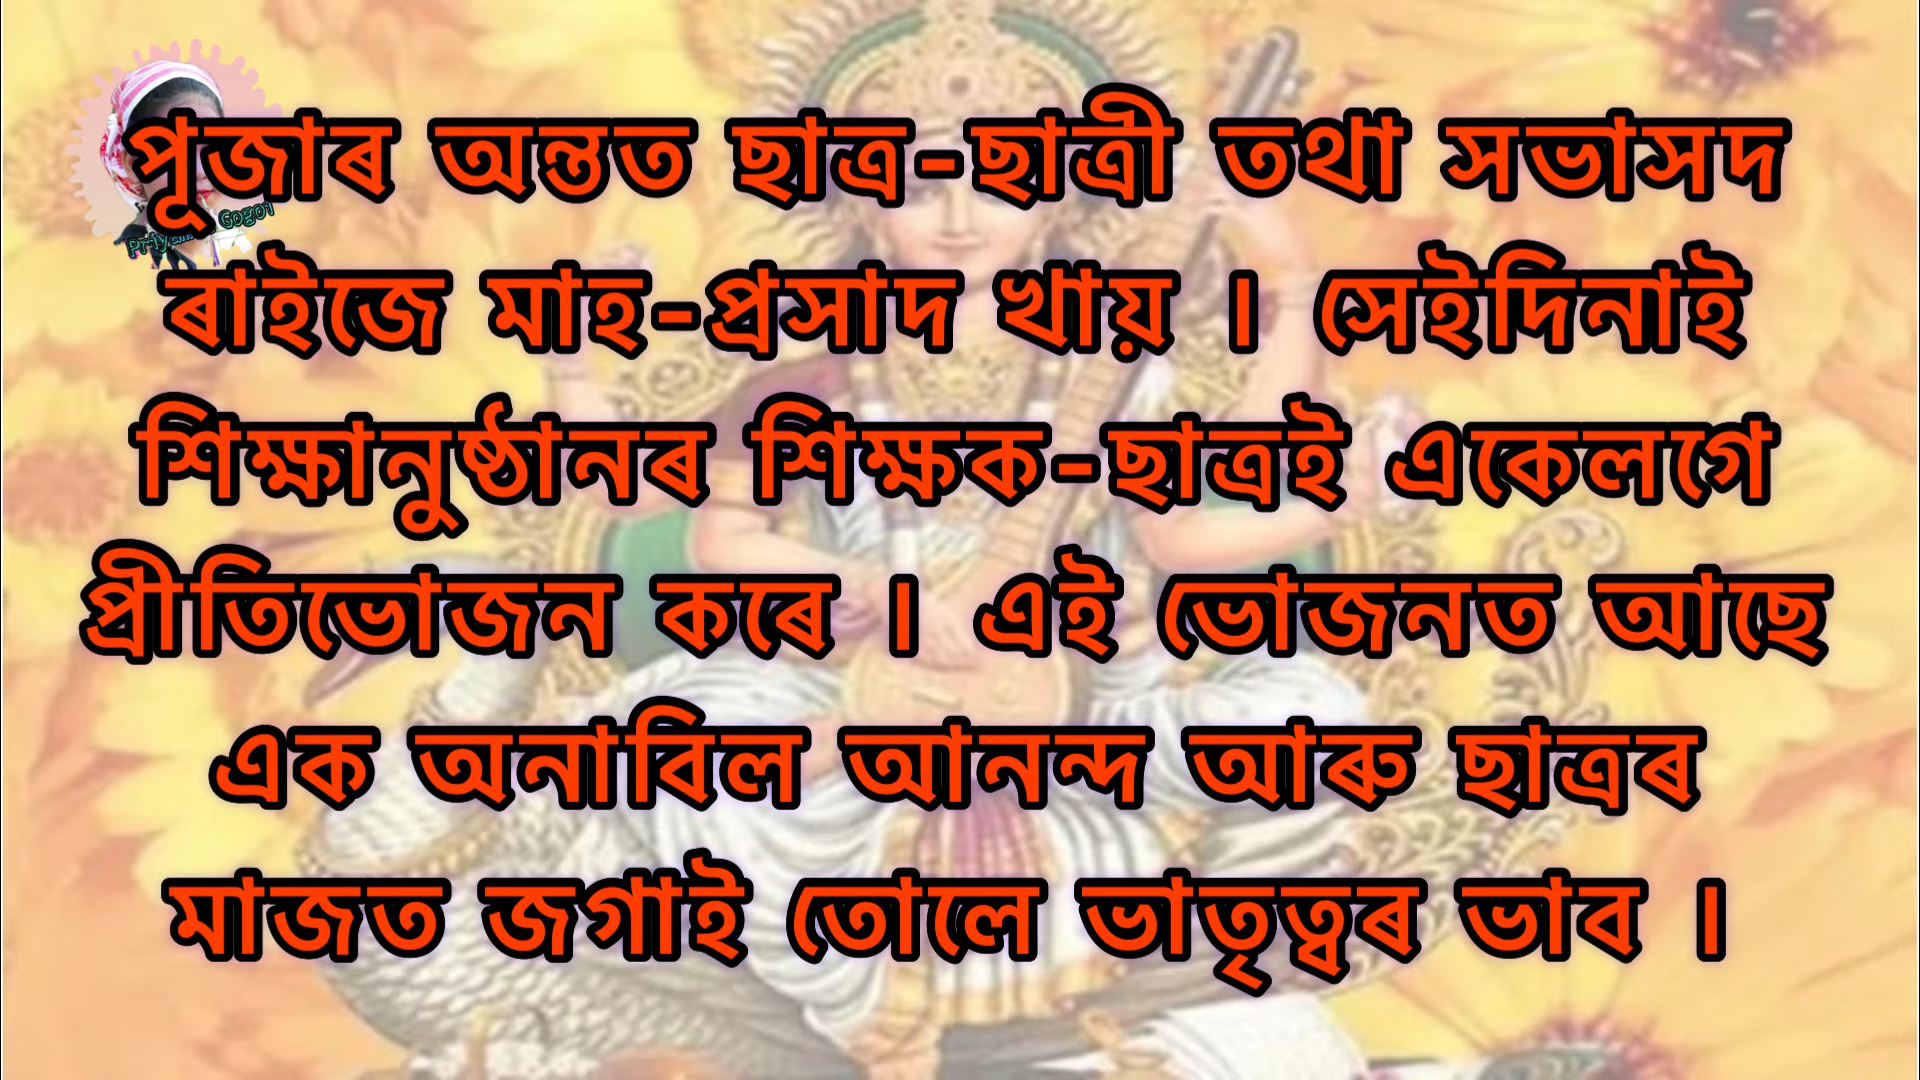 পূজাৰ অন্তত ছাত্ৰ-ছাত্ৰী তথা সভাসদ
ৰাইজে মাহ-প্ৰসাদ খায় । সেইদিনাই
শিক্ষানুষ্ঠানৰ শিক্ষক-ছাত্ৰই একেলগে
প্ৰীতিভোজন কৰে । এই ভোজনত আছে
এক অনাবিল আনন্দ আৰু ছাত্ৰৰ
মাজত জগাই তোলে ভাতৃত্বৰ ভাব ।
Gogoi